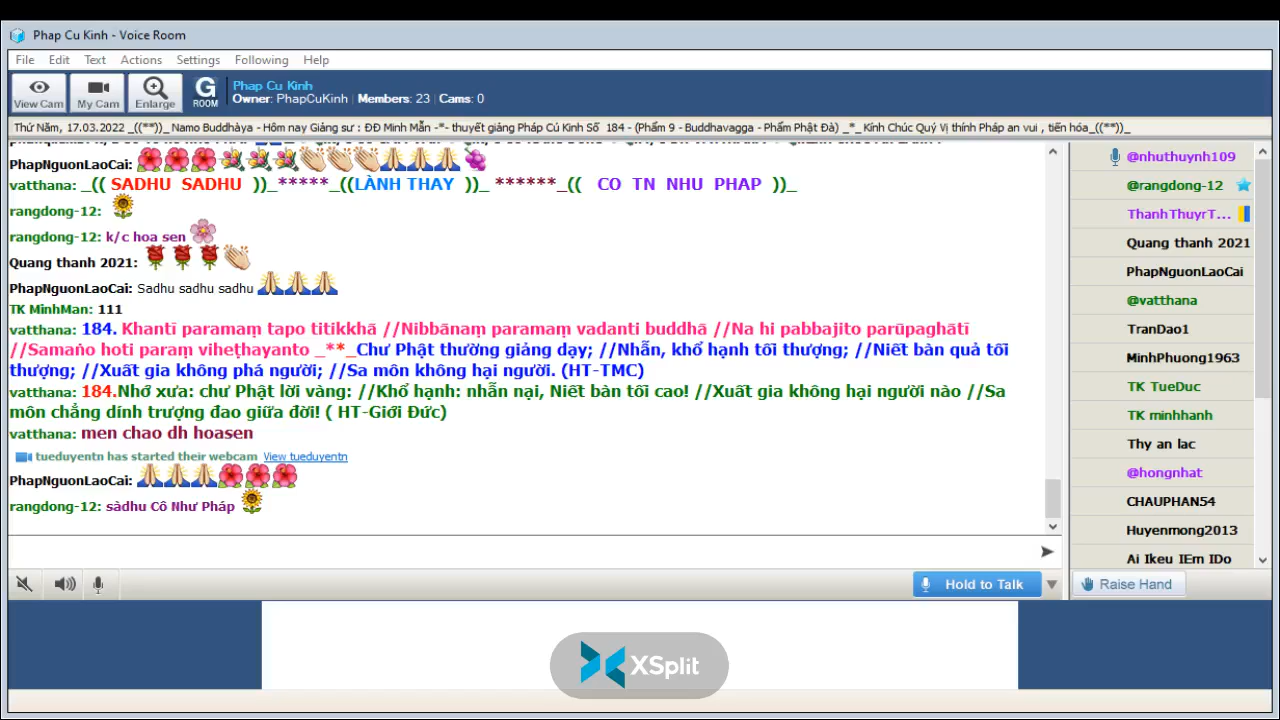 Phap Cu Kinh - Voice Room
File Edit Text Actions Settings Following Help
View Cam My Cam Enlarge G ROOM
Phap Cu Kinh
Owner: PhapCuKinh | Members: 23 | Cams: 0
Thứ Năm, 17.03.2022 _((**))_ Namo Buddhàya - Hôm nay Giảng sư : ĐĐ Minh Mẫn -*- thuyết giảng Pháp Cú Kinh Số 184 - (Phẩm 9 - Buddhavagga - Phẩm Phật Đà) _*_ Kính Chúc Quý Vị thính Pháp an vui , tiến hóa_((**))_
PhapNguonLaoCai:
vatthana: _(( SADHU SADHU ))_*****_((LÀNH THAY ))_ ******_(( CO TN NHU PHAP ))_
rangdong-12:
rangdong-12: k/c hoa sen
Quang thanh 2021:
PhapNguonLaoCai: Sadhu sadhu sadhu
TK MinhMan: 111
vatthana: 184. Khantī paramaṃ tapo titikkhā //Nibbānaṃ paramaṃ vadanti buddhā //Na hi pabbajito parūpaghātī
//Samaṅo hoti paraṃ viheṭhayanto _**_Chư Phật thường giảng dạy; //Nhẫn, khổ hạnh tối thượng; //Niết bàn quả tối
thượng; //Xuất gia không phá người; //Sa môn không hại người. (HT-TMC)
vatthana: 184.Nhớ xưa: chư Phật lời vàng: //Khổ hạnh: nhẫn nại, Niết bàn tối cao! //Xuất gia không hại người nào //Sa
môn chẳng dính trượng đao giữa đời! ( HT-Giới Đức)
vatthana: men chao dh hoasen
tueduyentn has started their webcam View tueduyentn
PhapNguonLaoCai:
rangdong-12: sàdhu Cô Như Pháp
@nhuthuynh109
@rangdong-12
ThanhThuyrT...
Quang thanh 2021
PhapNguonLaoCai
@vatthana
TranDao1
MinhPhuong1963
TK TueDuc
TK minhhanh
Thy an lac
@hongnhat
CHAUPHAN54
Huyenmong2013
Ai Ikeu IEm IDo
Hold to Talk
Raise Hand
XSplit